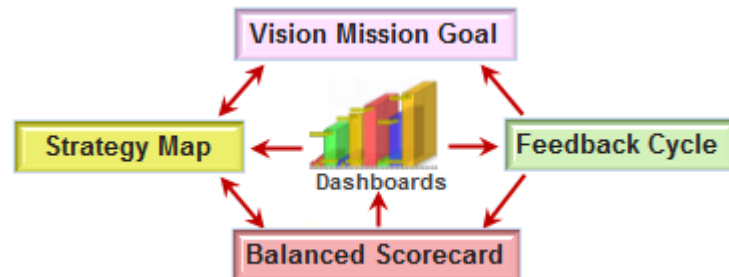 Vision Mission Goal
Strategy Map
Feedback Cycle
Dashboards
Balanced Scorecard